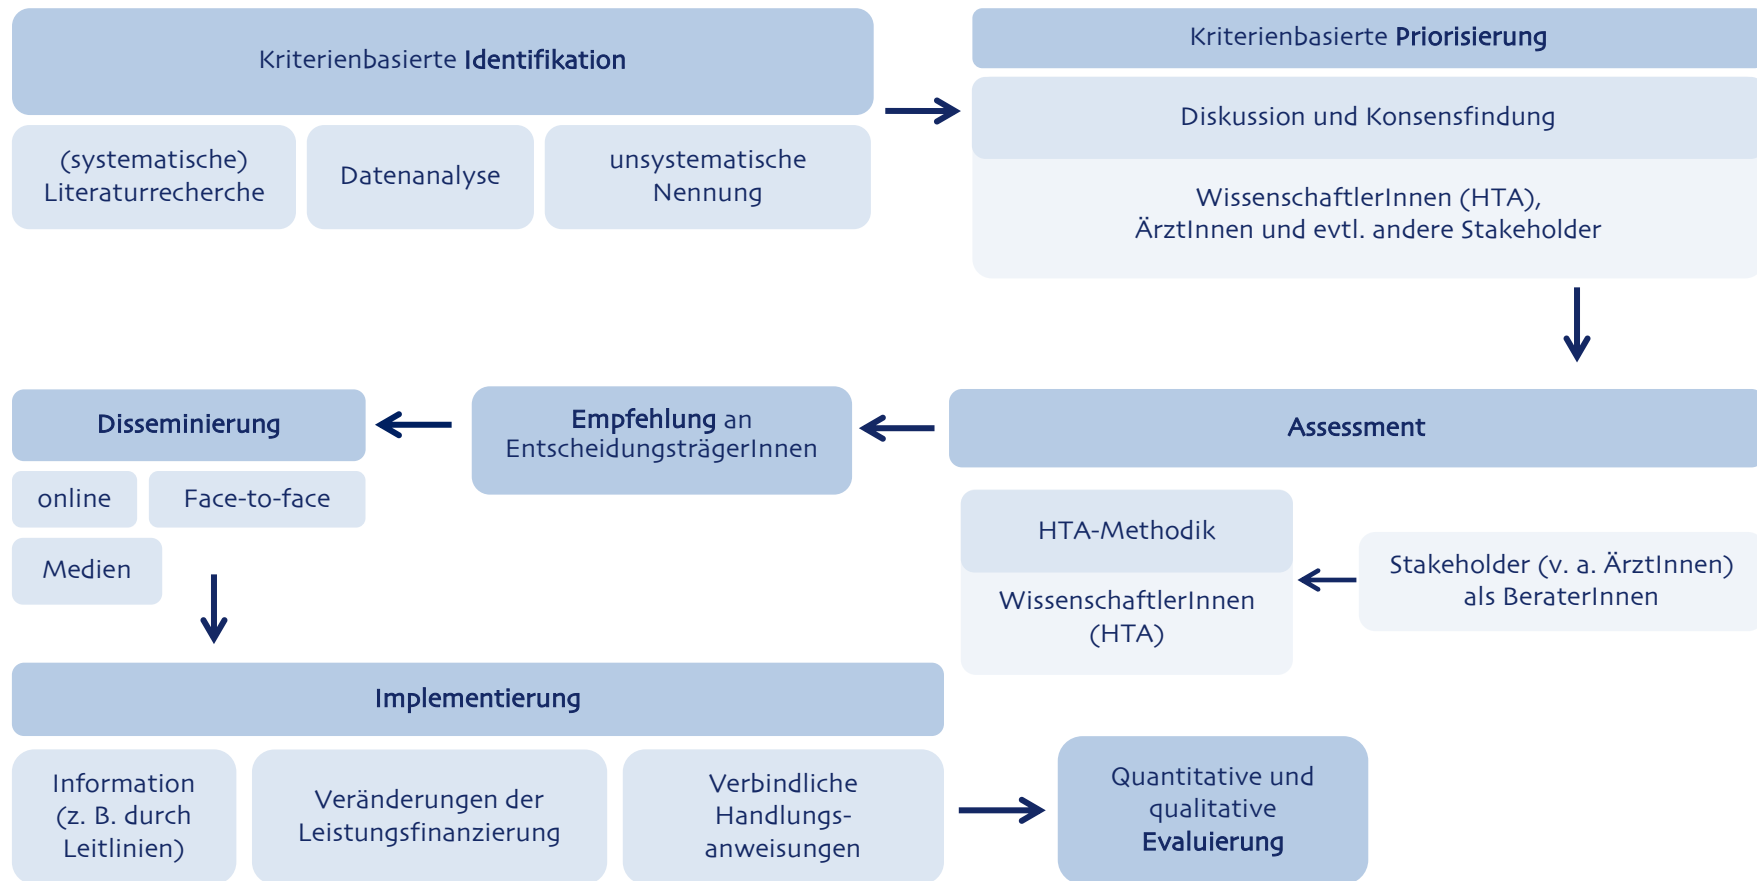 Kriterienbasierte Identifikation
(systematische)
Literaturrecherche
Datenanalyse
unsystematische
Nennung
Kriterienbasierte Priorisierung
Diskussion und Konsensfindung
WissenschaftlerInnen (HTA),
ÄrztInnen und evtl. andere Stakeholder
Assessment
HTA-Methodik
WissenschaftlerInnen
(HTA)
Stakeholder (v. a. ÄrztInnen)
als BeraterInnen
Empfehlung an
EntscheidungsträgerInnen
Disseminierung
online
Face-to-face
Medien
Implementierung
Information
(z. B. durch
Leitlinien)
Veränderungen der
Leistungsfinanzierung
Verbindliche
Handlungs-
anweisungen
Quantitative und
qualitative
Evaluierung